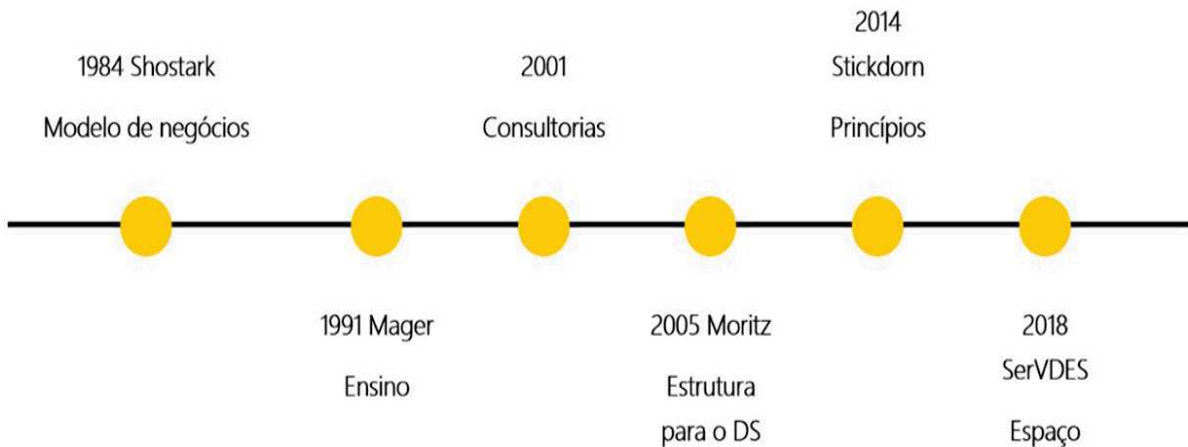 1984 Shostark
Modelo de negócios
1991 Mager
Ensino
2001
Consultorias
2005 Moritz
Estrutura
para o DS
2014
Stickdorn
Princípios
2018
SerVDES
Espaço